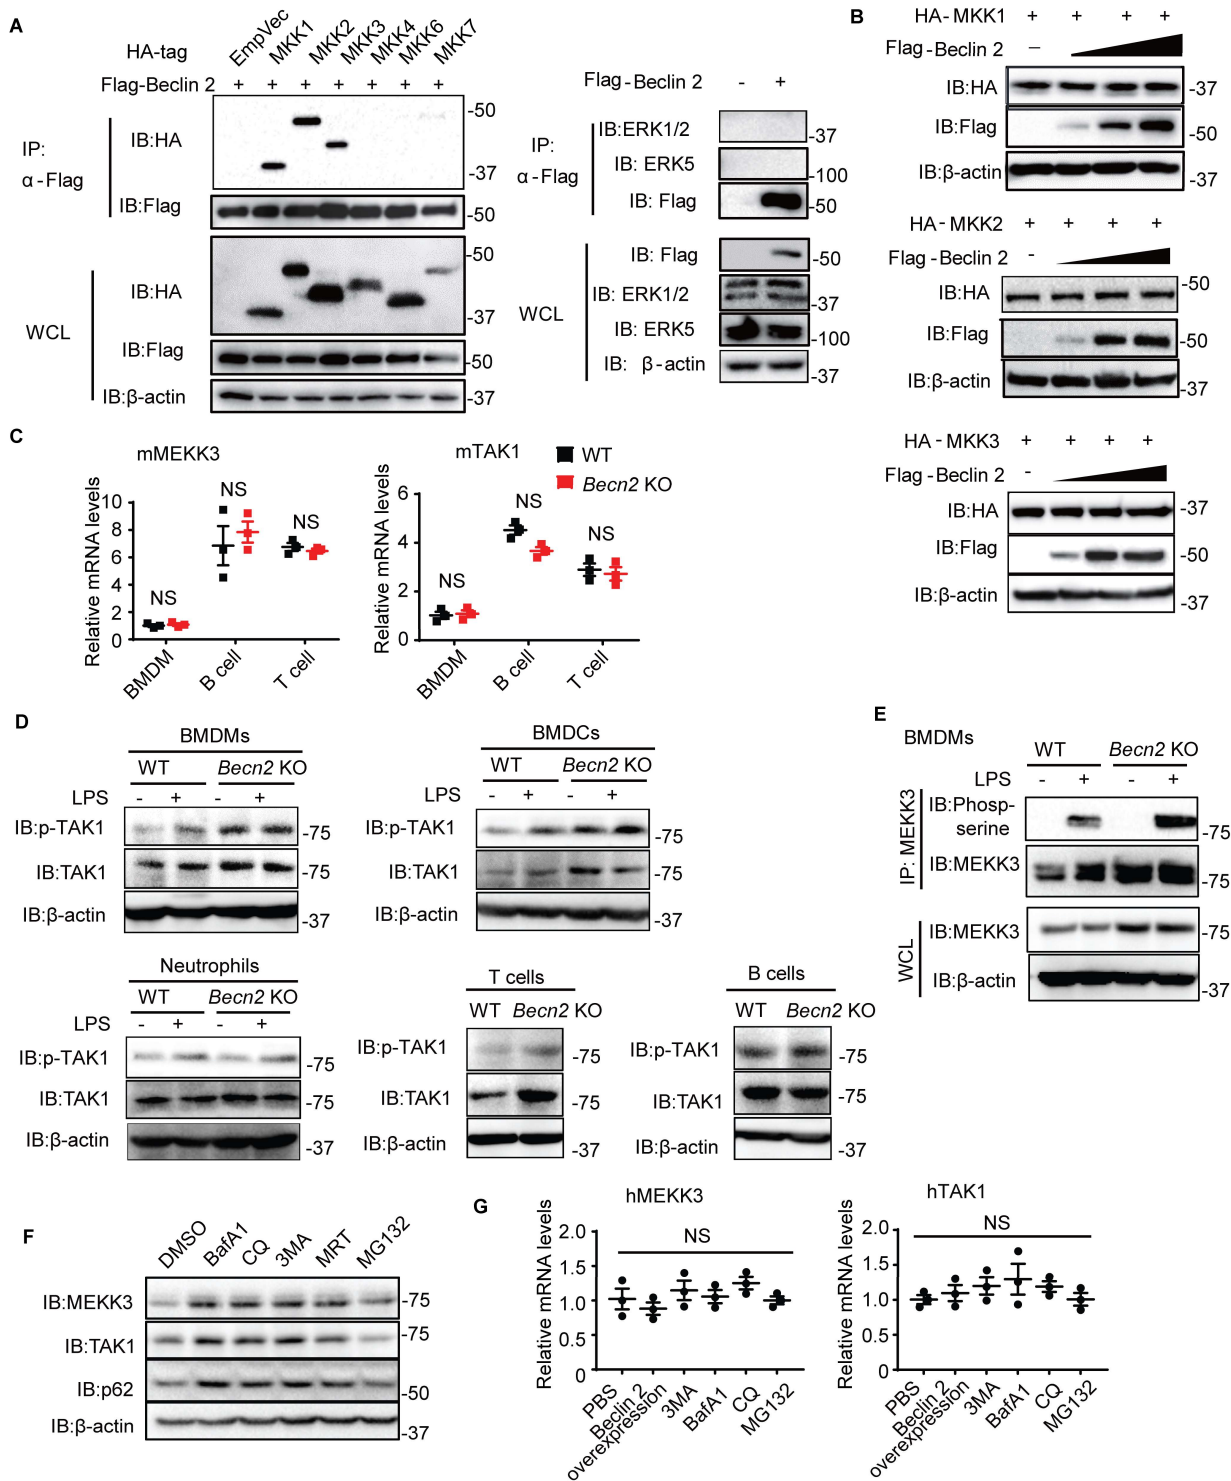 A
HA-tag
EmpVec
MKK1
MKK2
MKK3
MKK4
MKK6
MKK7
Flag-Beclin 2 + + + + + + +
IP:
α-Flag
IB:HA
-50
-37
IB:Flag
-50
WCL
IB:HA
-50
-37
IB:Flag
-50
IB:β-actin
-37
Flag-Beclin 2 - +
IP:
α-Flag
IB:ERK1/2
-37
IB: ERK5
-100
IB: Flag
-50
WCL
IB: Flag
-50
IB: ERK1/2
-37
IB: ERK5
-100
IB: β-actin
-37
B
HA-MKK1 + + + +
Flag-Beclin 2 –
IB:HA
-37
IB:Flag
-50
IB:β-actin
-37
HA-MKK2 + + + +
Flag-Beclin 2 -
IB:HA
-50
IB:Flag
-50
IB:β-actin
-37
HA-MKK3 + + + +
Flag-Beclin 2 -
IB:HA
-37
IB:Flag
-50
IB:β-actin
-37
C
mMEKK3
Relative mRNA levels
10
8
6
4
2
0
NS
NS
NS
BMDM
B cell
T cell
mTAK1
WT
Becn2 KO
Relative mRNA levels
6
4
2
0
NS
NS
NS
BMDM
B cell
T cell
D
BMDMs
WT Becn2 KO
LPS - + - +
IB:p-TAK1
-75
IB:TAK1
-75
IB:β-actin
-37
BMDCs
WT Becn2 KO
LPS - + - +
IB:p-TAK1
-75
IB:TAK1
-75
IB:β-actin
-37
Neutrophils
WT Becn2 KO
LPS - + - +
IB:p-TAK1
-75
IB:TAK1
-75
IB:β-actin
-37
T cells
WT Becn2 KO
IB:p-TAK1
-75
IB:TAK1
-75
IB:β-actin
-37
B cells
WT Becn2 KO
IB:p-TAK1
-75
IB:TAK1
-75
IB:β-actin
-37
E
BMDMs
WT Becn2 KO
LPS - + - +
IP: MEKK3
IB:Phosp-
serine
-75
IB:MEKK3
-75
WCL
IB:MEKK3
-75
IB:β-actin
-37
F
DMSO
BafA1
CQ
3MA
MRT
MG132
IB:MEKK3
-75
IB:TAK1
-75
IB:p62
-50
IB:β-actin
-37
G
hMEKK3
Relative mRNA levels
2.0
1.5
1.0
0.5
0
NS
PBS
Beclin 2
overexpression
3MA
BafA1
CQ
MG132
hTAK1
Relative mRNA levels
2.0
1.5
1.0
0.5
0
NS
PBS
Beclin 2
overexpression
3MA
BafA1
CQ
MG132